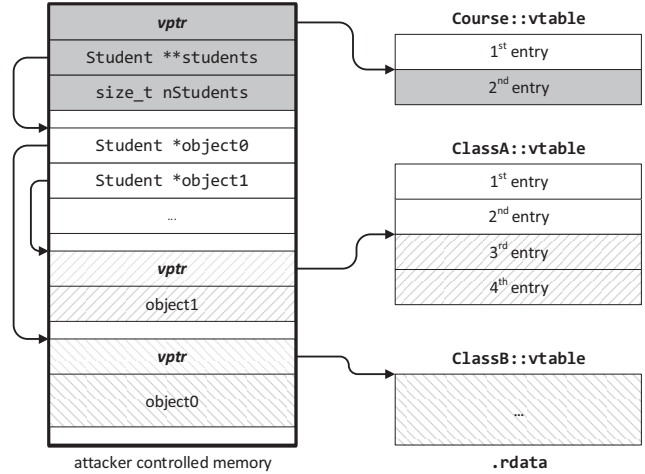 vptr
Student **students
size_t nStudents
Student *object0
Student *object1
...
vptr
object1
vptr
object0
attacker controlled memory
Course::vtable
1st entry
2nd entry
ClassA::vtable
1st entry
2nd entry
3rd entry
4th entry
ClassB::vtable
...
.rdata